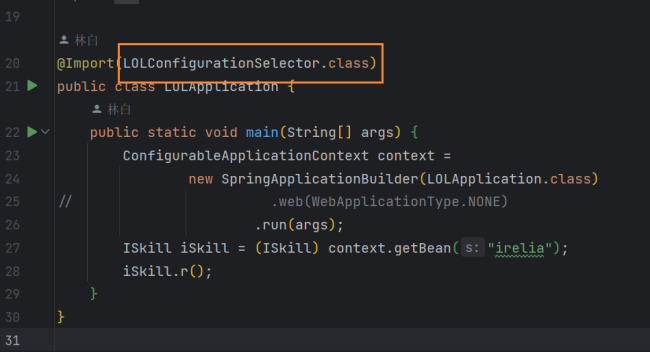 19
林白
20 @Import(LOLConfigurationSelector.class)
21 public class LOLApplication {
林白
22 public static void main(String[] args) {
23 ConfigurableApplicationContext context =
24 new SpringApplicationBuilder(LOLApplication.class)
25 // .web(WebApplicationType.NONE)
26 .run(args);
27 ISkill iSkill = (ISkill) context.getBean( s: "irelia");
28 iSkill.r();
29 }
30 }
31